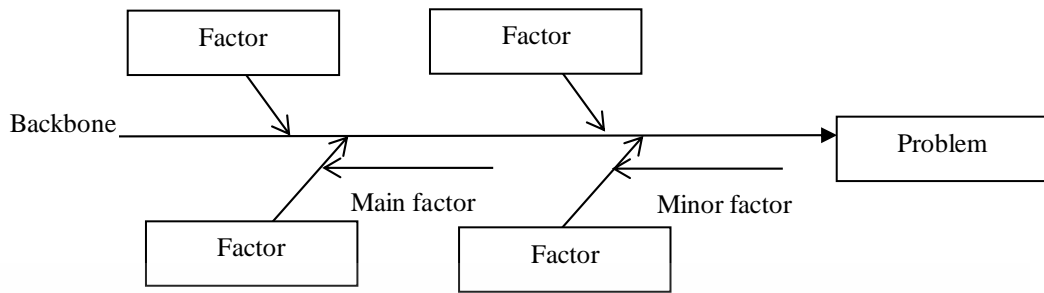 Factor
Factor
Backbone
Problem
Main factor
Minor factor
Factor
Factor